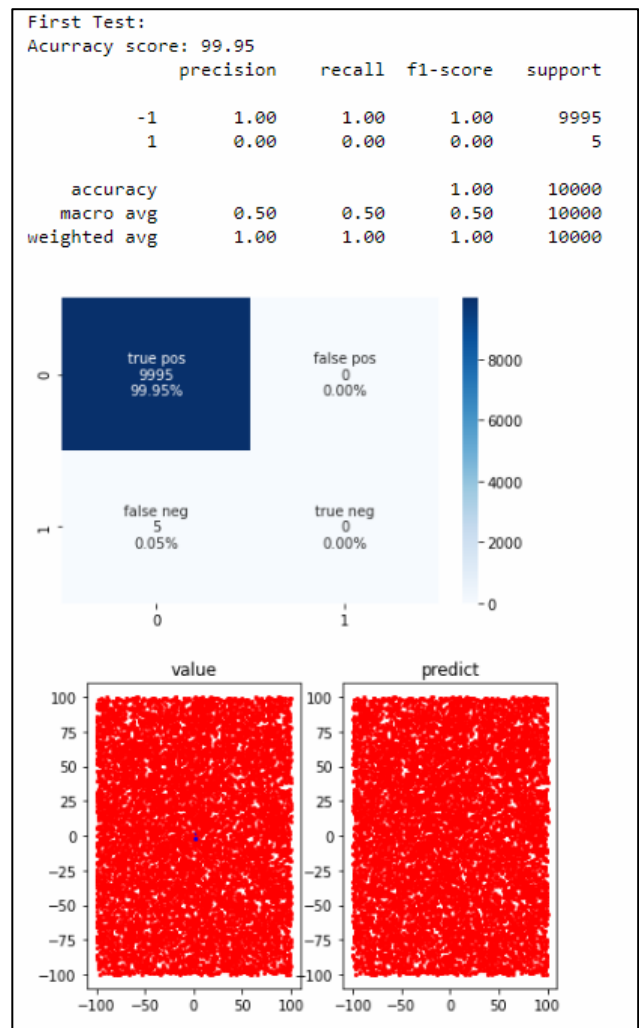 First Test:
Acurracy score: 99.95
precision recall f1-score support
-1 1.00 1.00 1.00 9995
1 0.00 0.00 0.00 5
accuracy 1.00 10000
macro avg 0.50 0.50 0.50 10000
weighted avg 1.00 1.00 1.00 10000
true pos
9995
99.95%
false pos
0
0.00%
false neg
5
0.05%
true neg
0
0.00%
0
1
0
1
8000
6000
4000
2000
0
value
100
75
50
25
0
−25
−50
−75
−100
−100 −50 0 50 100
predict
100
75
50
25
0
−25
−50
−75
−100
−100 −50 0 50 100